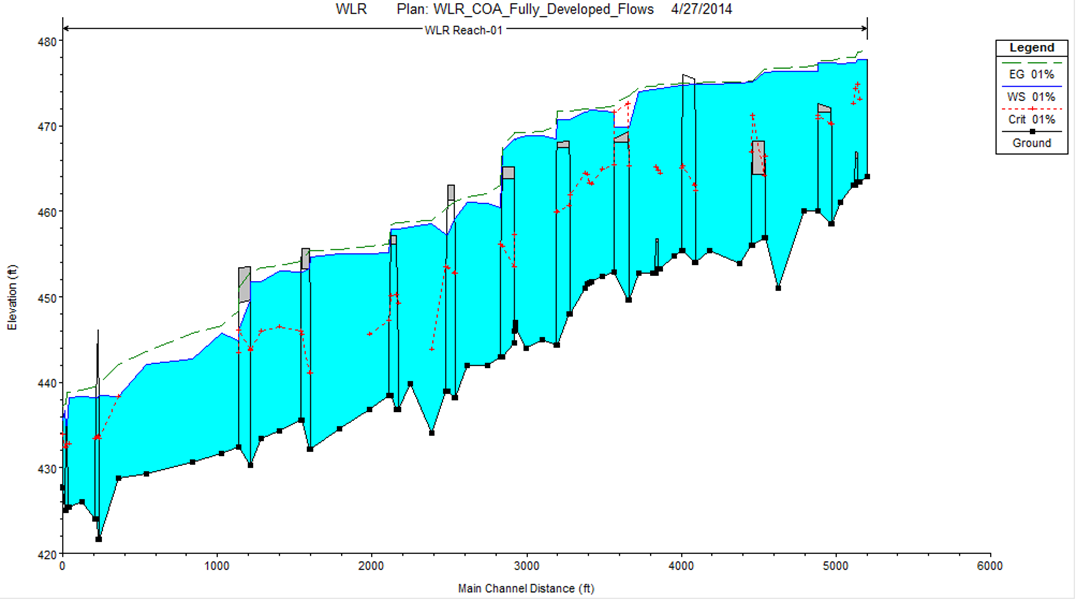 WLR Plan: WLR_COA_Fully_Developed_Flows 4/27/2014
WLR Reach-01
480
470
460
450
440
430
420
Elevation (ft)
0
1000
2000
3000
4000
5000
6000
Main Channel Distance (ft)
Legend
EG 01%
WS 01%
Crit 01%
Ground